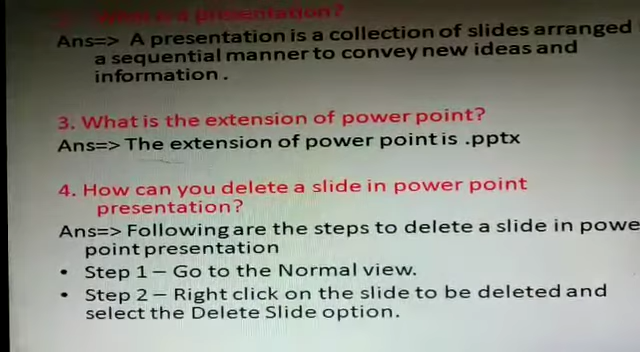 What is a presentation?
Ans=> A presentation is a collection of slides arranged
a sequential manner to convey new ideas and
information.
3. What is the extension of power point?
Ans=> The extension of power point is .pptx
4. How can you delete a slide in power point
presentation?
Ans=> Following are the steps to delete a slide in powe
point presentation
• Step 1 – Go to the Normal view.
• Step 2 – Right click on the slide to be deleted and
select the Delete Slide option.